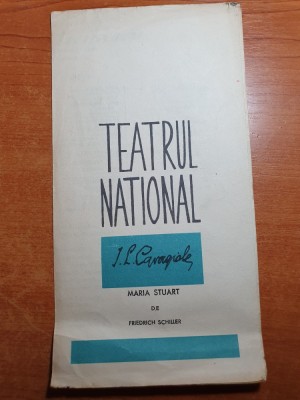 TEATRUL
NATIONAL
I. L. Caragiale
MARIA STUART
DE
FRIEDRICH SCHILLER